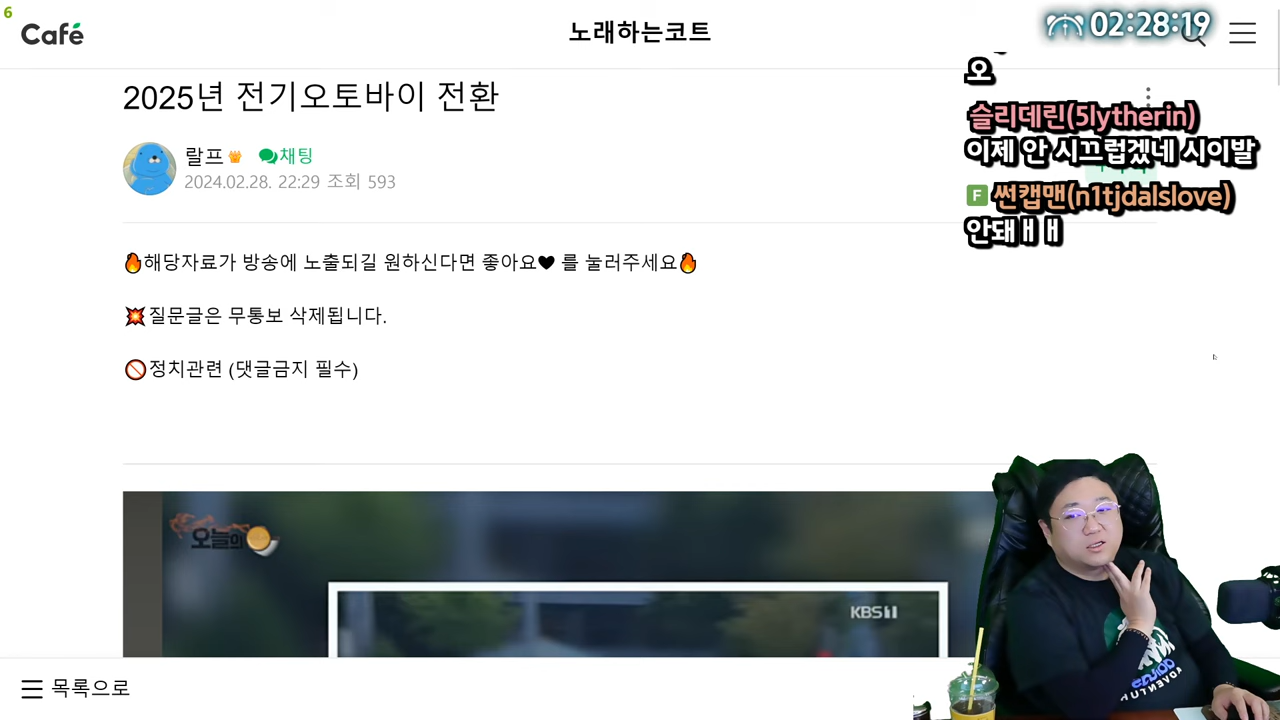 6
Café
노래하는코트
02:28:19
2025년 전기오토바이 전환
랄프
채팅
2024.02.28. 22:29 조회 593
오
슬리데린(5lytherin)
이제 안 시끄럽겠네 시이발
F 썬캡맨(n1tjdalslove)
안돼ㅐㅐ
🔥해당자료가 방송에 노출되길 원하신다면 좋아요🖤 를 눌러주세요🔥
💥질문글은 무통보 삭제됩니다.
🚫정치관련 (댓글금지 필수)
오늘의
KBS1
목록으로